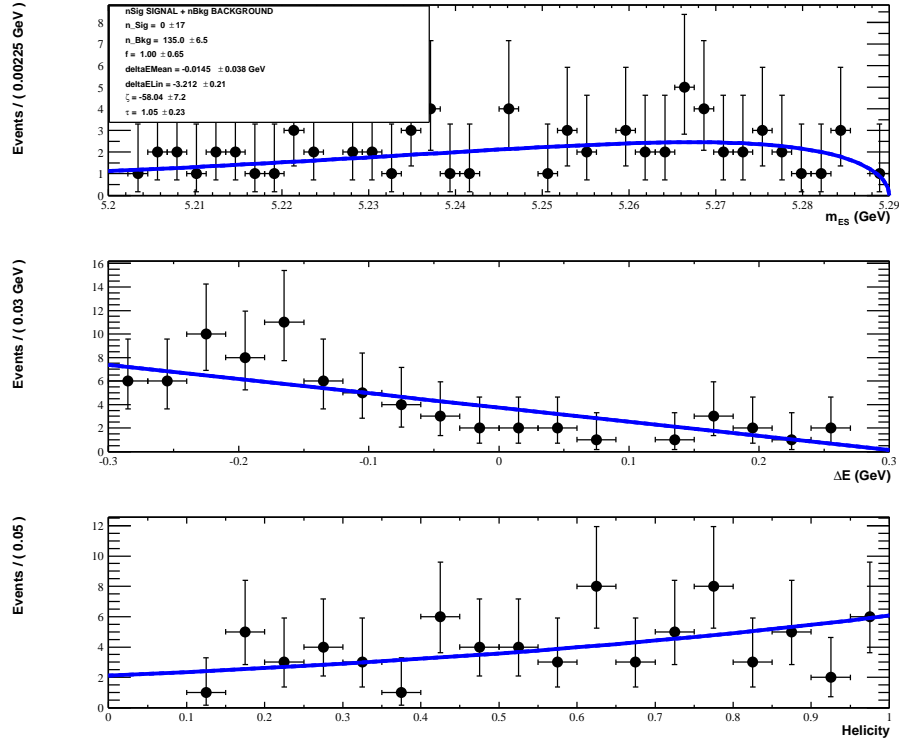 nSig SIGNAL + nBkg BACKGROUND
n_Sig = 0 ±17
n_Bkg = 135.0 ±6.5
f = 1.00 ±0.65
deltaEMean = -0.0145 ±0.038 GeV
deltaELin = -3.212 ±0.21
ζ = -58.04 ±7.2
τ = 1.05 ±0.23
Events / ( 0.00225 GeV )
8
7
6
5
4
3
2
1
0
5.2 5.21 5.22 5.23 5.24 5.25 5.26 5.27 5.28 5.29
m_ES (GeV)
Events / ( 0.03 GeV )
16
14
12
10
8
6
4
2
0
-0.3 -0.2 -0.1 0 0.1 0.2 0.3
ΔE (GeV)
Events / ( 0.05 )
12
10
8
6
4
2
0
0 0.1 0.2 0.3 0.4 0.5 0.6 0.7 0.8 0.9 1
Helicity